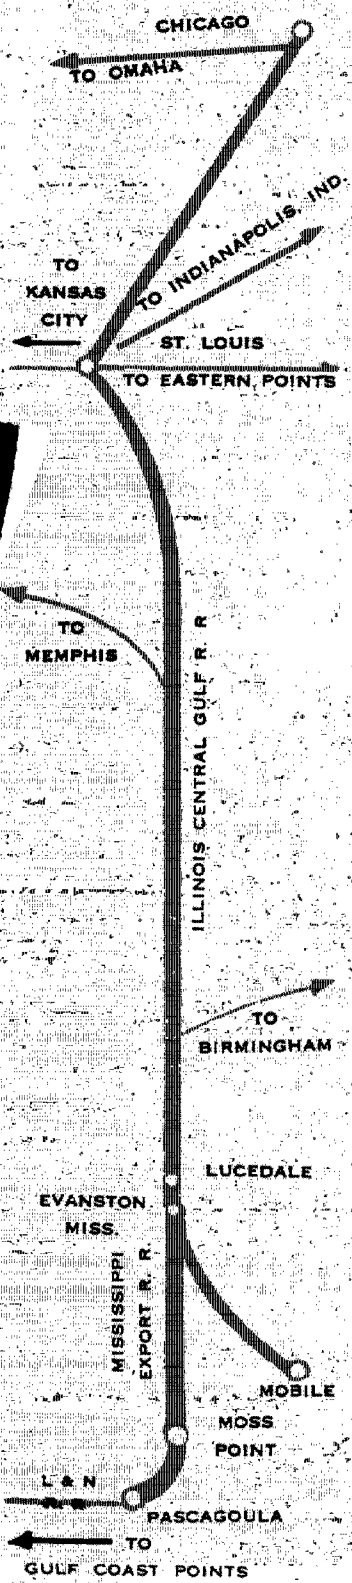 CHICAGO
TO OMAHA
TO INDIANAPOLIS, IND.
TO
KANSAS
CITY
ST. LOUIS
TO EASTERN POINTS
TO
MEMPHIS
ILLINOIS CENTRAL GULF R R
TO
BIRMINGHAM
LUCEDALE
EVANSTON
MISS.
MISSISSIPPI
EXPORT R. R.
MOBILE
MOSS
POINT
L & N
R. R.
PASCAGOULA
TO
GULF COAST POINTS